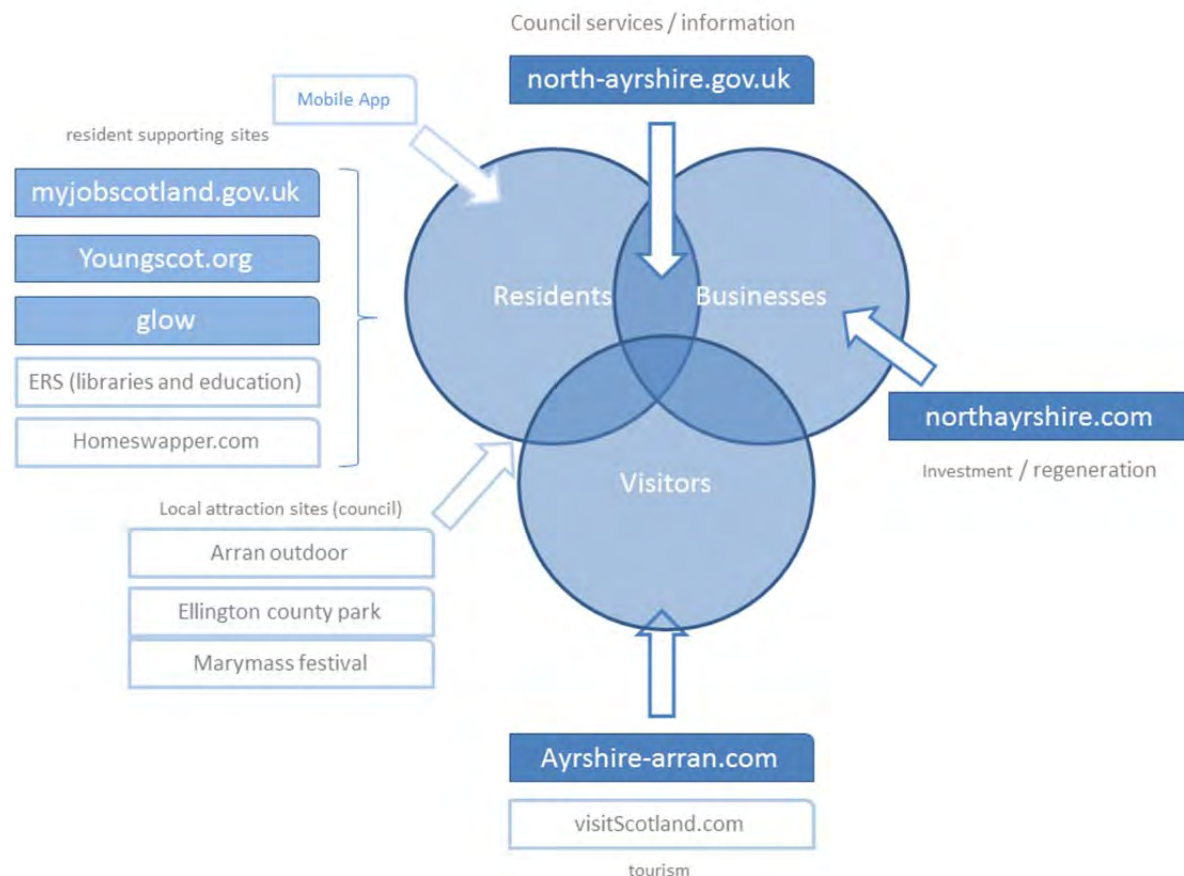 Council services / information
north-ayrshire.gov.uk
Mobile App
resident supporting sites
myjobscotland.gov.uk
Youngscot.org
glow
ERS (libraries and education)
Homeswapper.com
Residents
Businesses
Visitors
northayrshire.com
Investment / regeneration
Local attraction sites (council)
Arran outdoor
Ellington county park
Marymass festival
Ayrshire-arran.com
visitScotland.com
tourism